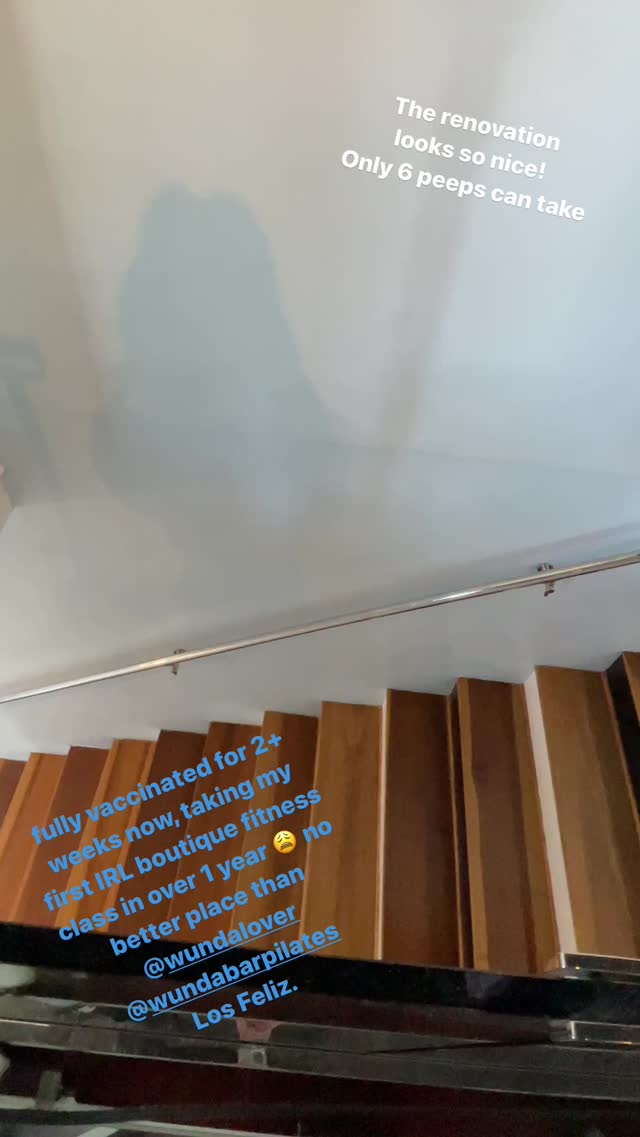 The renovation
looks so nice!
Only 6 peeps can take
fully vaccinated for 2+
weeks now, taking my
first IRL boutique fitness
class in over 1 year 😩 no
better place than
@wundalover
@wundabarpilates
Los Feliz.